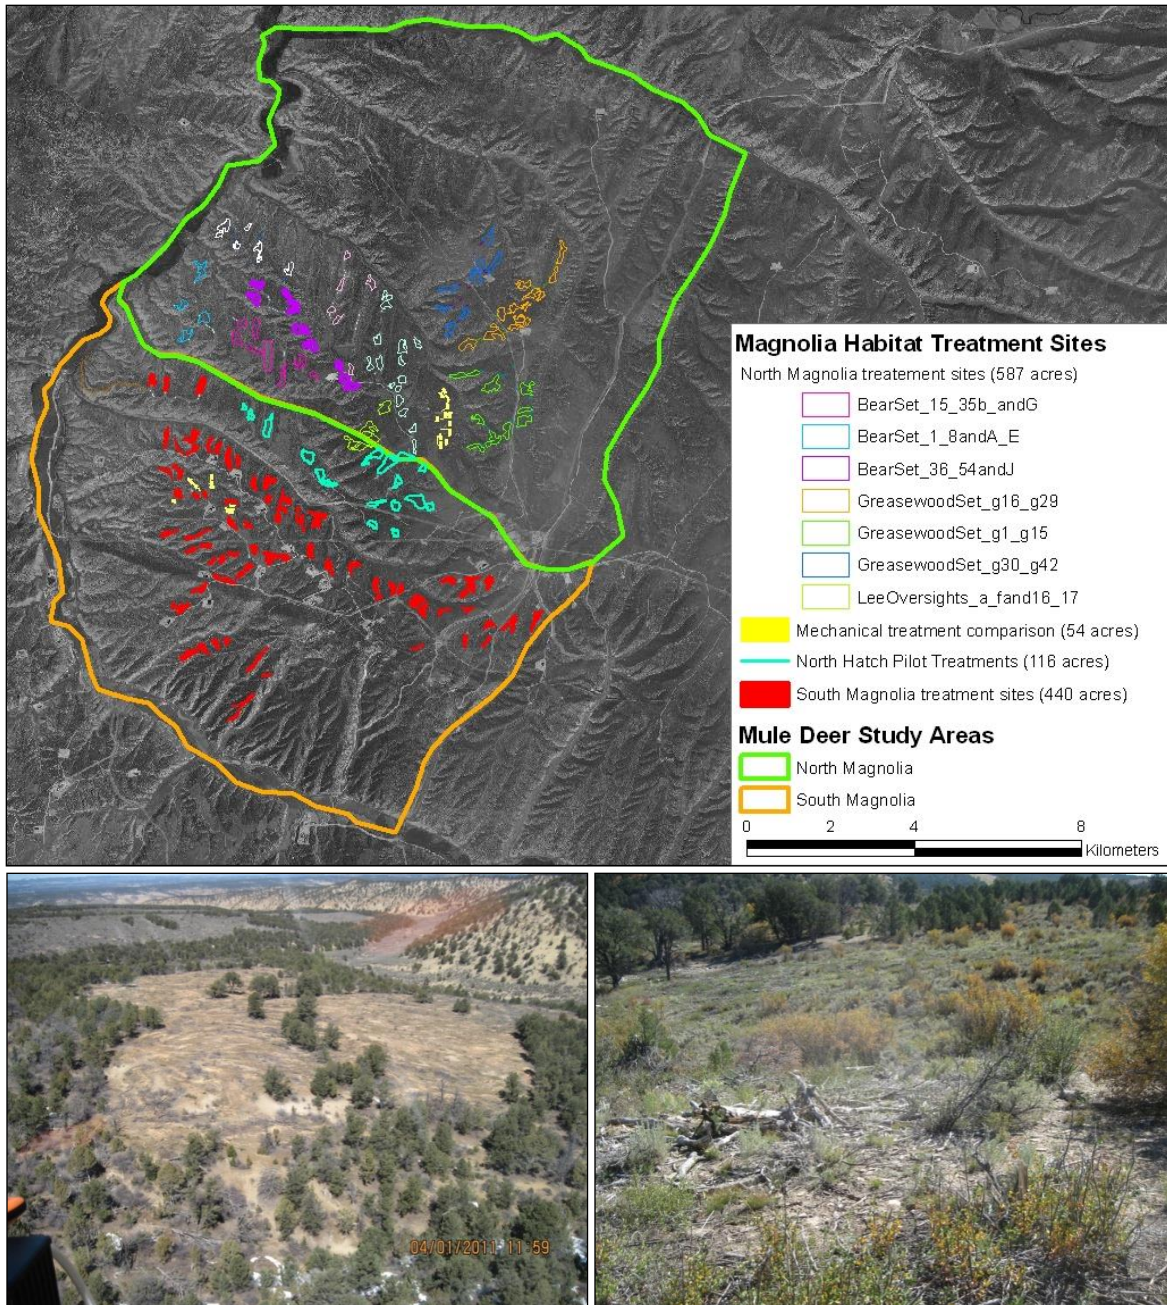 Magnolia Habitat Treatment Sites
North Magnolia treatement sites (587 acres)
BearSet_15_35b_andG
BearSet_1_8andA_E
BearSet_36_54andJ
GreasewoodSet_g16_g29
GreasewoodSet_g1_g15
GreasewoodSet_g30_g42
LeeOversights_a_fand16_17
Mechanical treatment comparison (54 acres)
North Hatch Pilot Treatments (116 acres)
South Magnolia treatment sites (440 acres)
Mule Deer Study Areas
North Magnolia
South Magnolia
0 2 4 8
Kilometers
04/01/2011 11:59